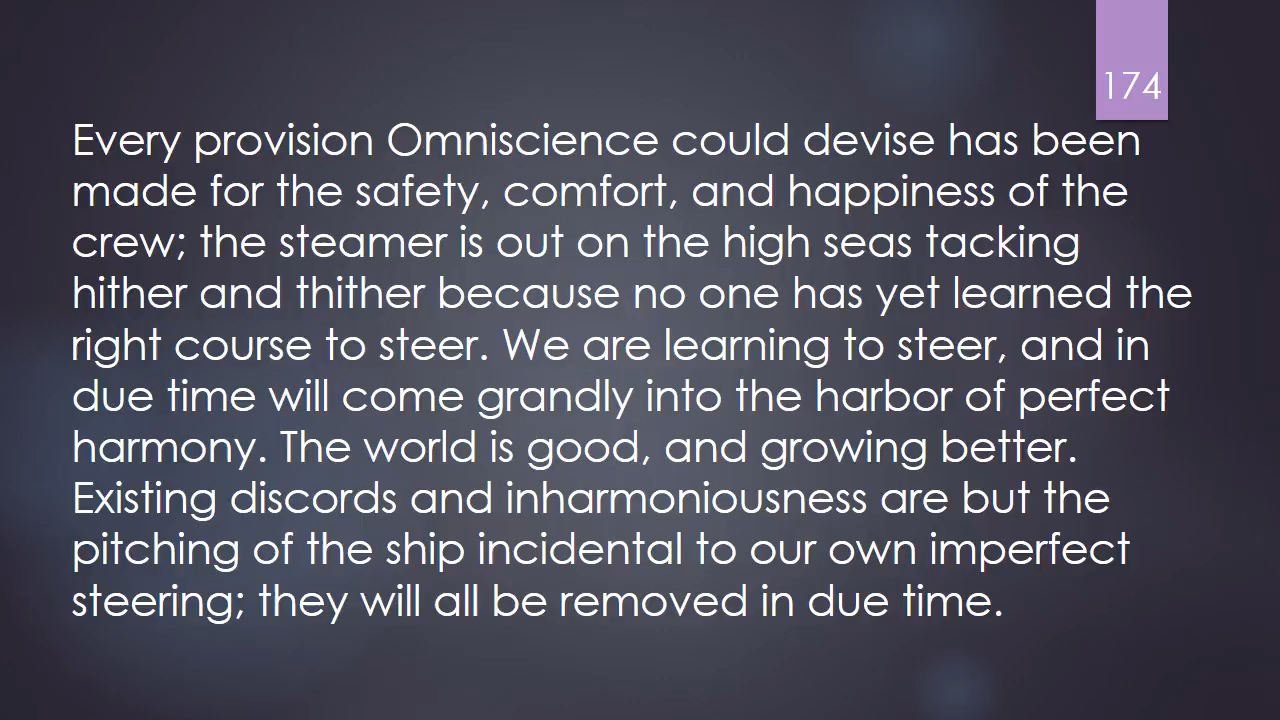 174
Every provision Omniscience could devise has been
made for the safety, comfort, and happiness of the
crew; the steamer is out on the high seas tacking
hither and thither because no one has yet learned the
right course to steer. We are learning to steer, and in
due time will come grandly into the harbor of perfect
harmony. The world is good, and growing better.
Existing discords and inharmoniousness are but the
pitching of the ship incidental to our own imperfect
steering; they will all be removed in due time.